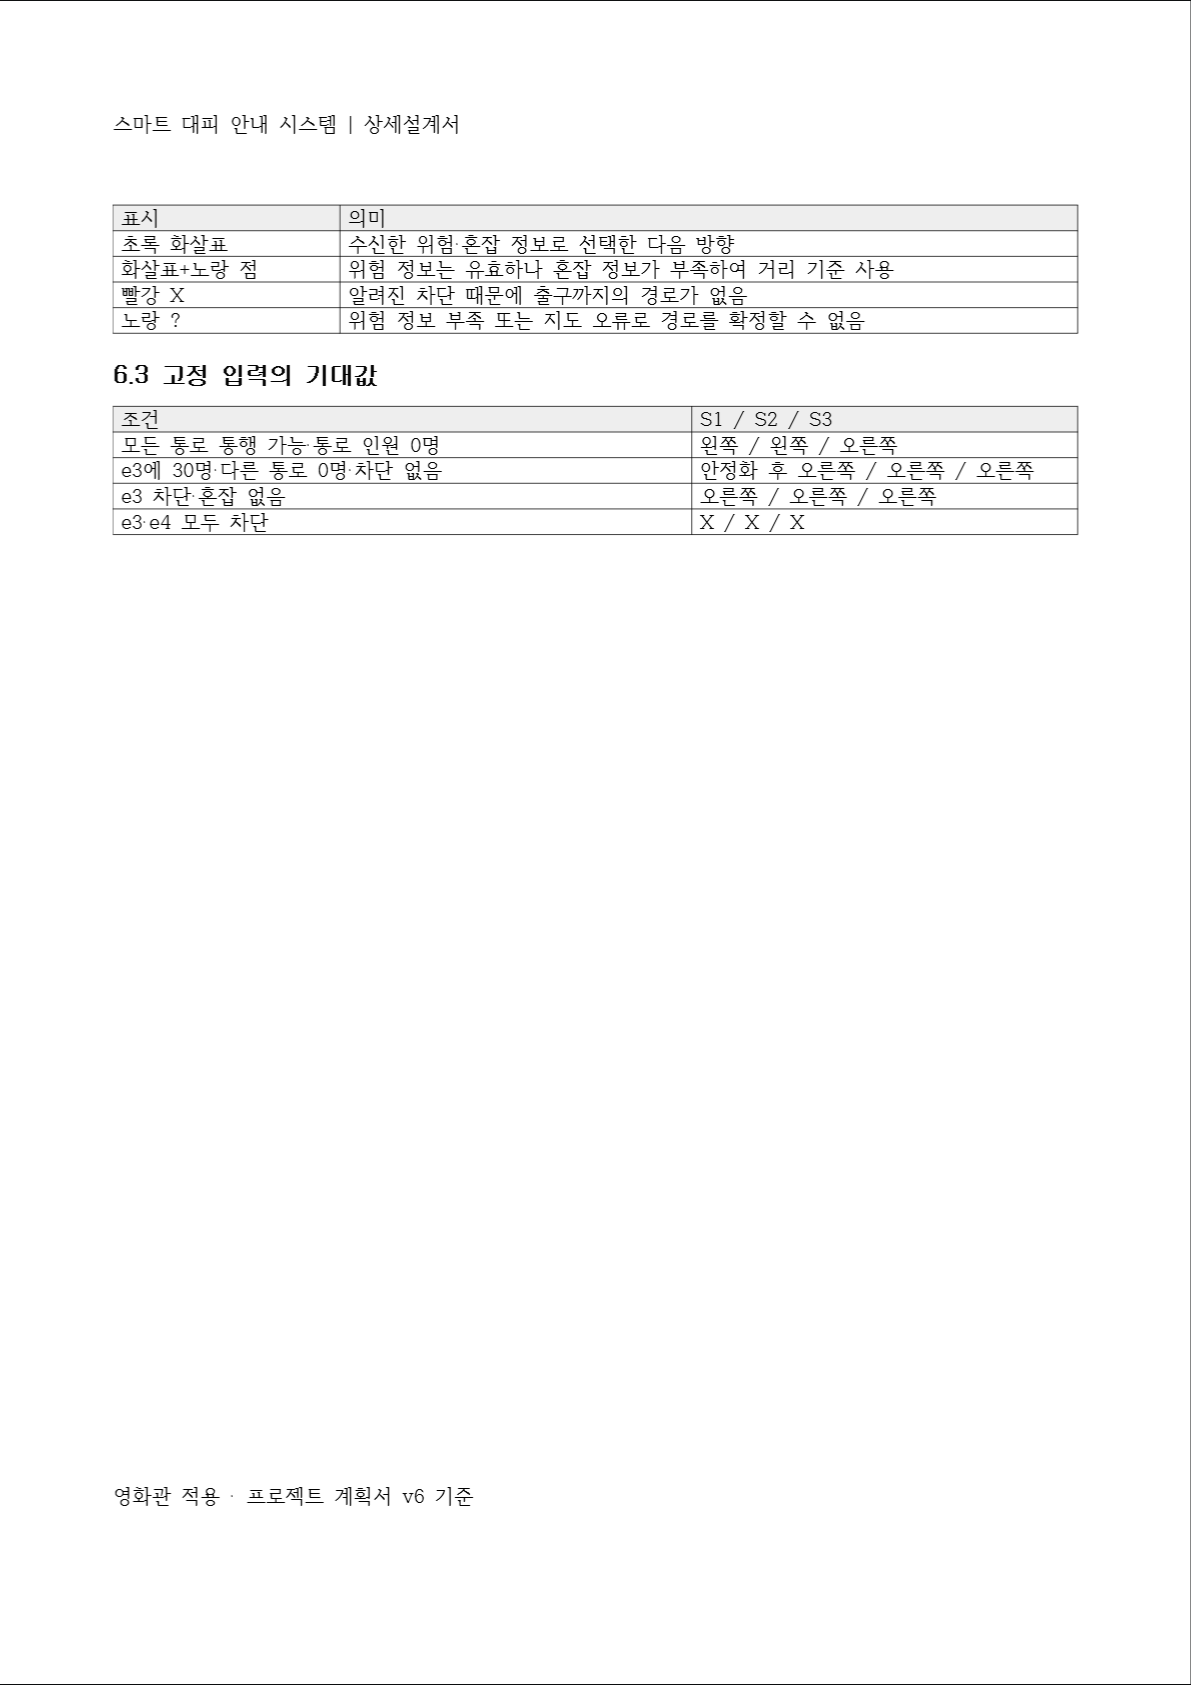 스마트 대피 안내 시스템 | 상세설계서
표시 의미
초록 화살표 수신한 위험·혼잡 정보로 선택한 다음 방향
화살표+노랑 점 위험 정보는 유효하나 혼잡 정보가 부족하여 거리 기준 사용
빨강 X 알려진 차단 때문에 출구까지의 경로가 없음
노랑 ? 위험 정보 부족 또는 지도 오류로 경로를 확정할 수 없음
6.3 고정 입력의 기대값
조건 S1 / S2 / S3
모든 통로 통행 가능·통로 인원 0명 왼쪽 / 왼쪽 / 오른쪽
e3에 30명·다른 통로 0명·차단 없음 안정화 후 오른쪽 / 오른쪽 / 오른쪽
e3 차단·혼잡 없음 오른쪽 / 오른쪽 / 오른쪽
e3·e4 모두 차단 X / X / X
영화관 적용 · 프로젝트 계획서 v6 기준